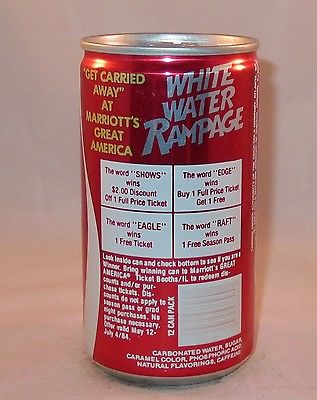 "GET CARRIED
AWAY"
AT
MARRIOTT'S
GREAT
AMERICA
WHITE
WATER
RAMPAGE
The word "SHOWS"
wins
$2.00 Discount
Off 1 Full Price Ticket
The word "EDGE"
wins
Buy 1 Full Price Ticket
Get 1 Free
The word "EAGLE"
wins
1 Free Ticket
The word "RAFT"
wins
1 Free Season Pass
Look inside can and check bottom to see if you are a
Winner. Bring winning can to Marriott's GREAT
AMERICA® Ticket Booths/IL to redeem dis-
counts and/or pur-
chase tickets. Dis-
counts do not apply to
season pass or grad
night purchases. No
purchase necessary.
Offer valid May 12-
July 4/84.
12 CAN PACK
CARBONATED WATER, SUGAR,
CARAMEL COLOR, PHOSPHORIC ACID,
NATURAL FLAVORINGS, CAFFEINE